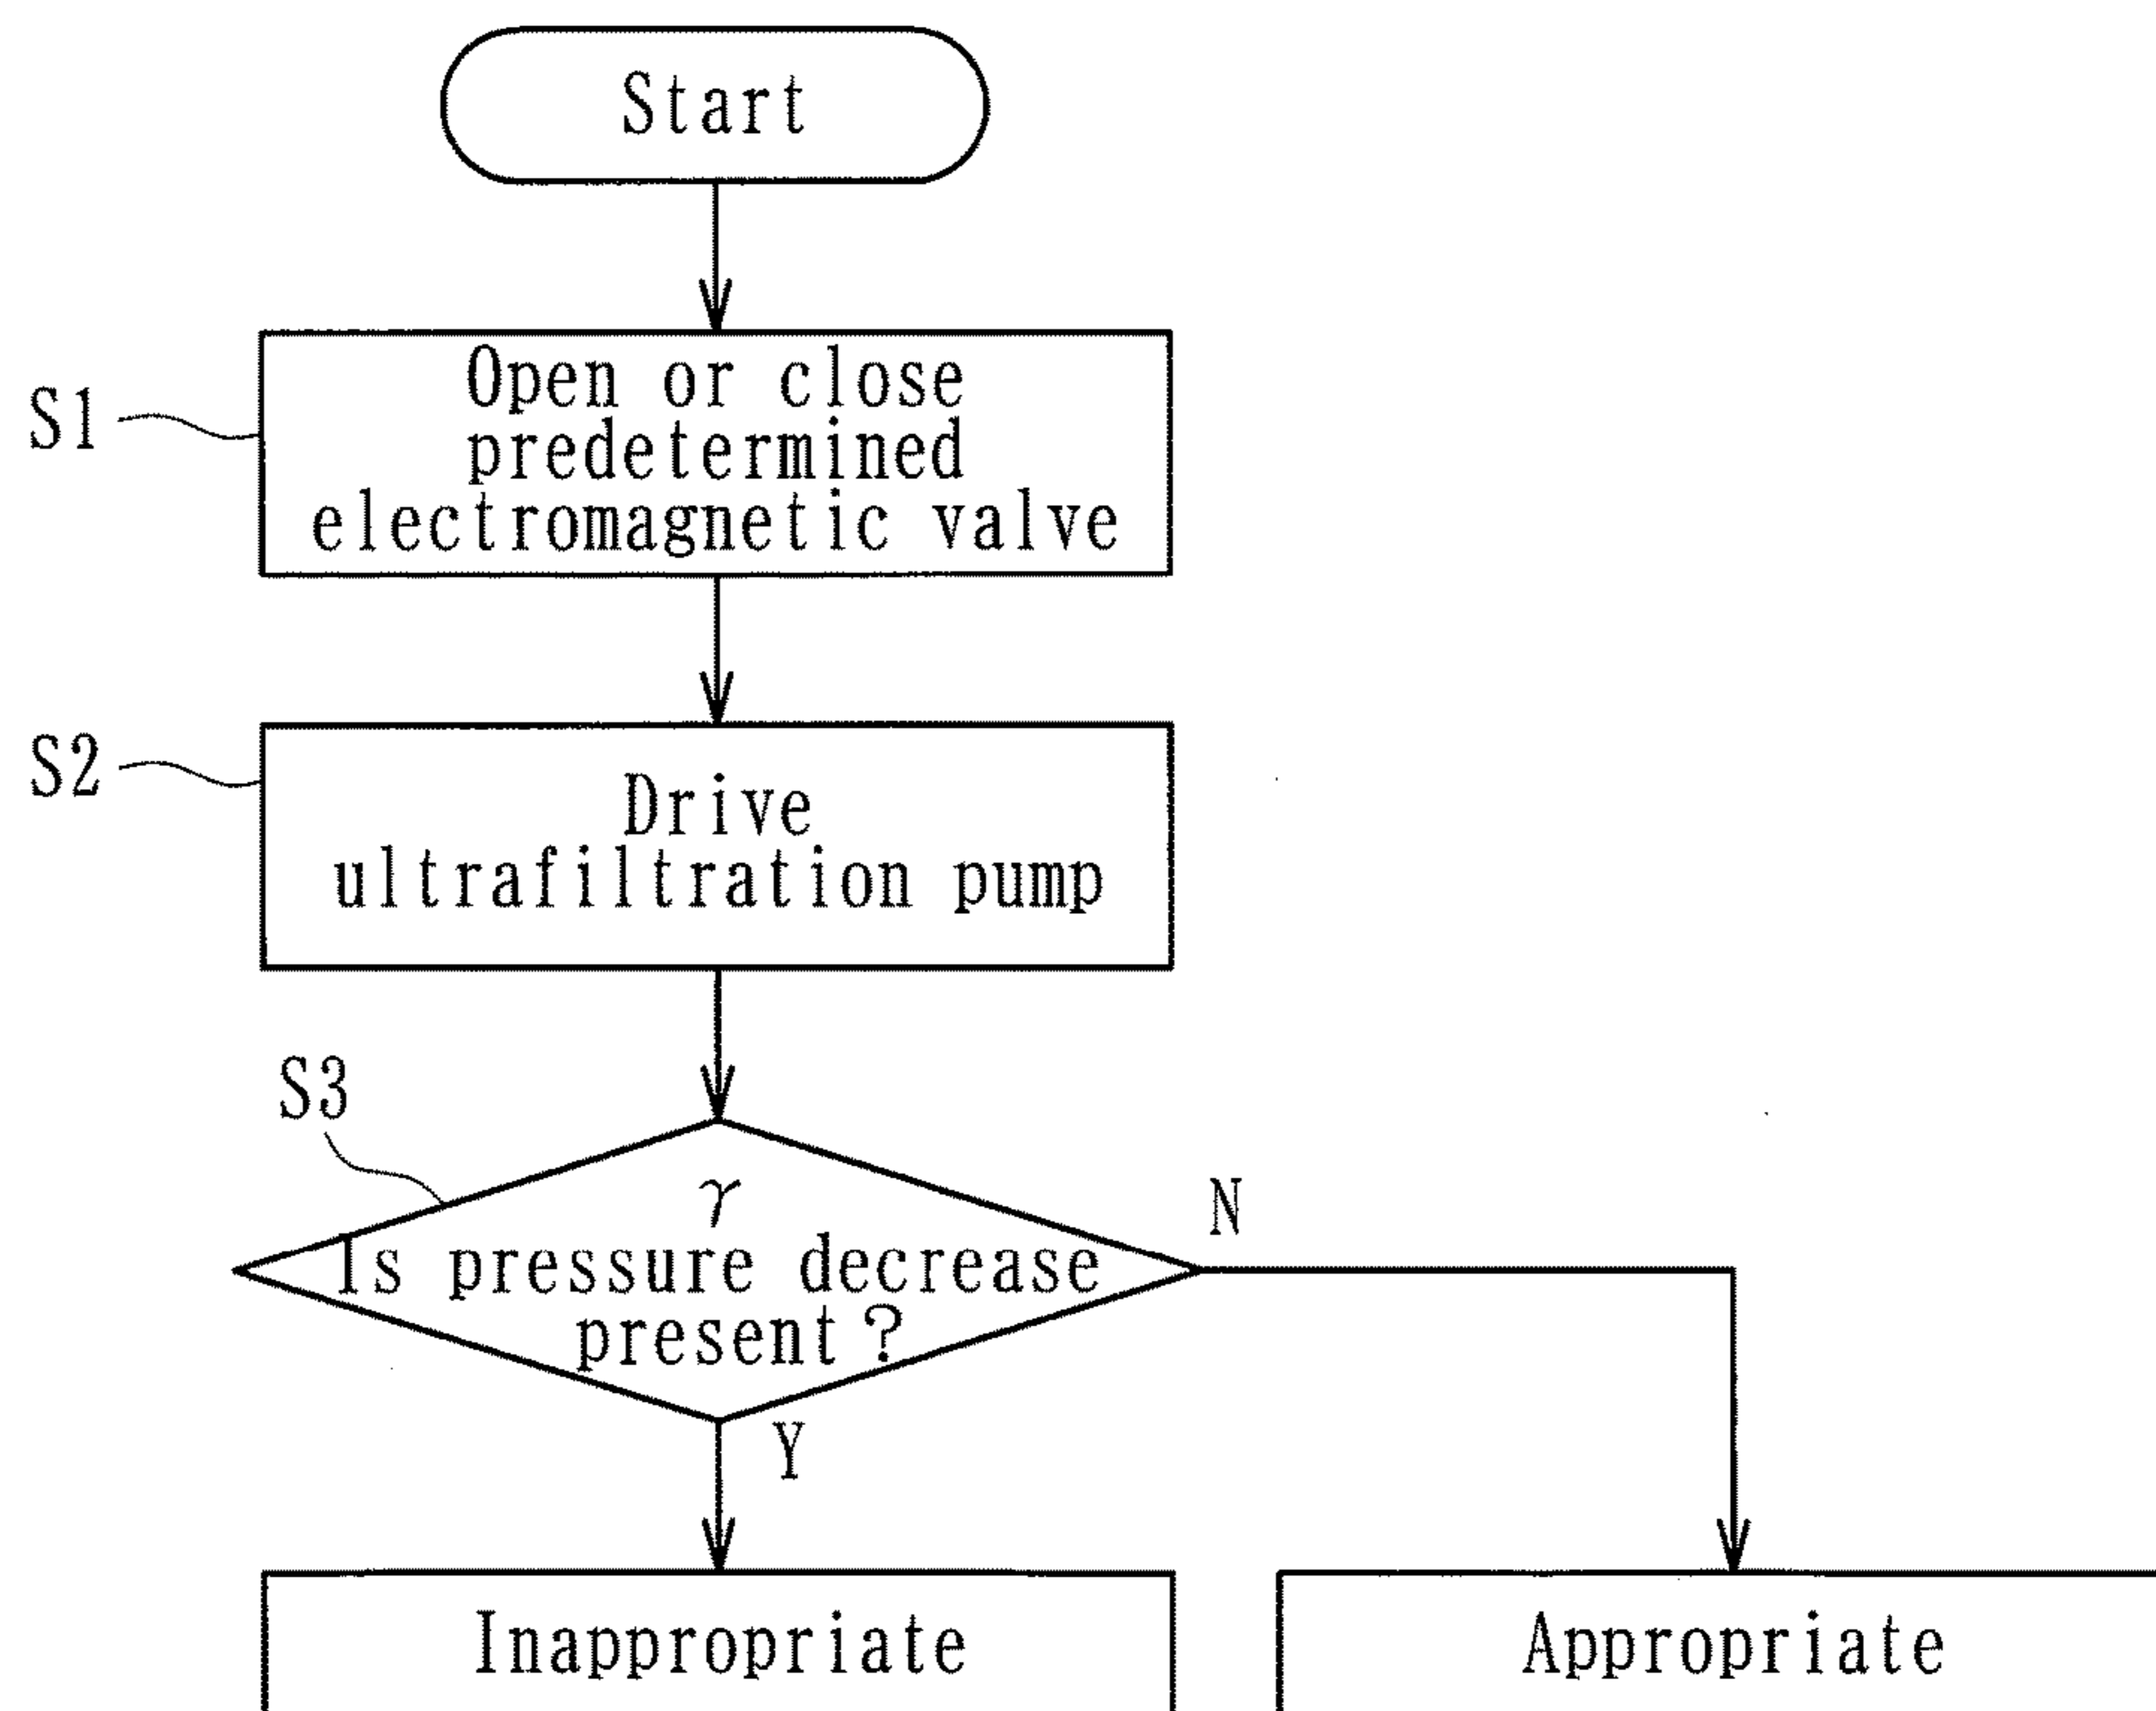 Start
S1
Open or close
predetermined
electromagnetic valve
S2
Drive
ultrafiltration pump
S3
γ
Is pressure decrease
present?
N
Y
Inappropriate
Appropriate